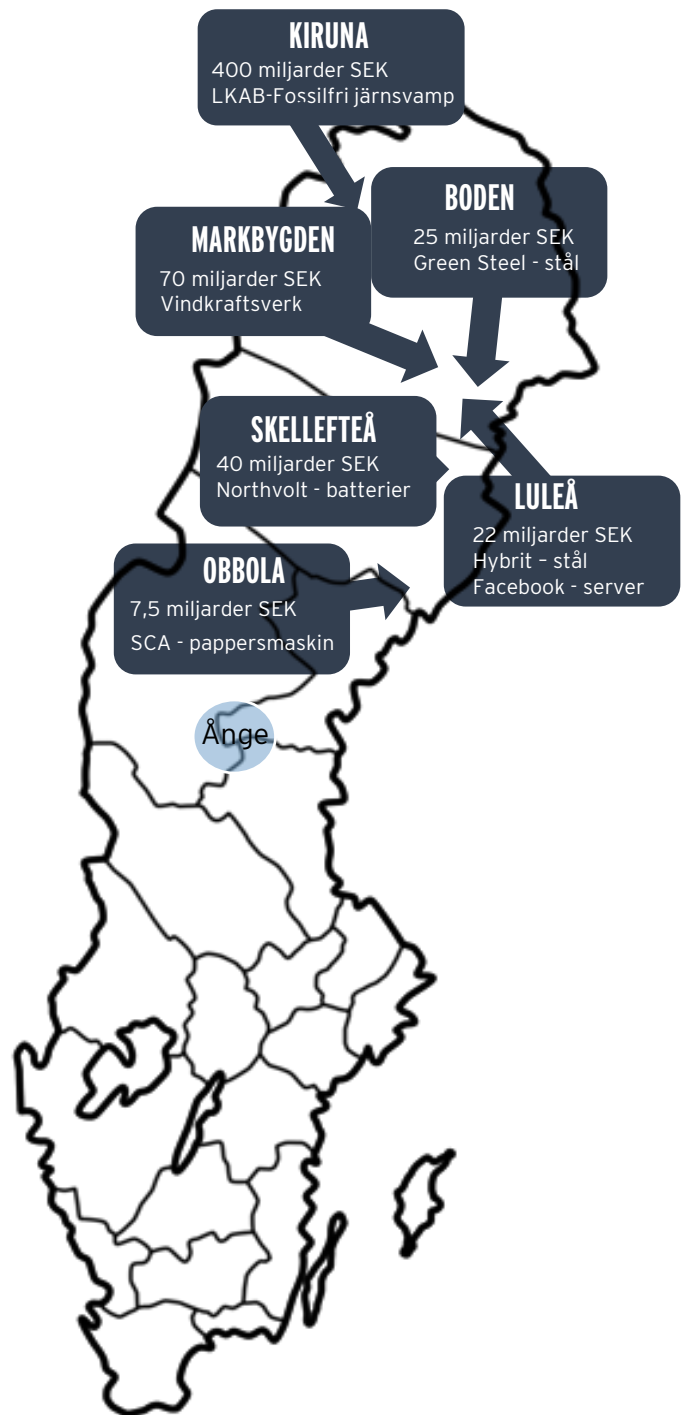 KIRUNA
400 miljarder SEK
LKAB-Fossilfri järnsvamp
BODEN
25 miljarder SEK
Green Steel - stål
MARKBYGDEN
70 miljarder SEK
Vindkraftsverk
SKELLEFTEÅ
40 miljarder SEK
Northvolt - batterier
LULEÅ
22 miljarder SEK
Hybrit – stål
Facebook - server
OBBOLA
7,5 miljarder SEK
SCA - pappersmaskin
Ånge